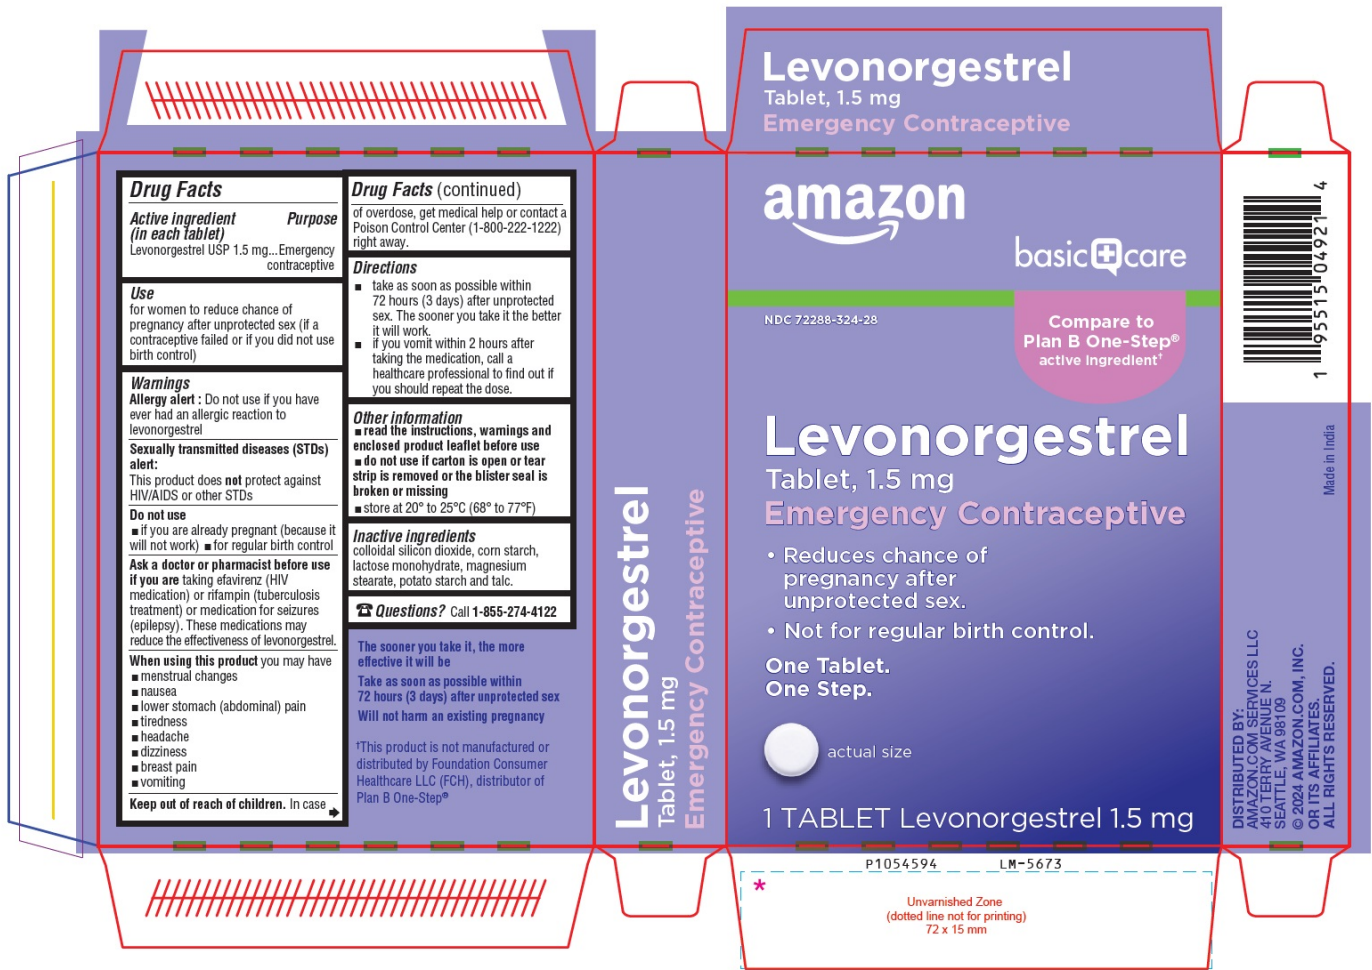 Drug Facts
Active ingredient Purpose
(in each tablet)
Levonorgestrel USP 1.5 mg...Emergency
contraceptive
Use
for women to reduce chance of
pregnancy after unprotected sex (if a
contraceptive failed or if you did not use
birth control)
Warnings
Allergy alert : Do not use if you have
ever had an allergic reaction to
levonorgestrel
Sexually transmitted diseases (STDs)
alert:
This product does not protect against
HIV/AIDS or other STDs
Do not use
■ if you are already pregnant (because it
will not work) ■ for regular birth control
Ask a doctor or pharmacist before use
if you are taking efavirenz (HIV
medication) or rifampin (tuberculosis
treatment) or medication for seizures
(epilepsy). These medications may
reduce the effectiveness of levonorgestrel.
When using this product you may have
■ menstrual changes
■ nausea
■ lower stomach (abdominal) pain
■ tiredness
■ headache
■ dizziness
■ breast pain
■ vomiting
Keep out of reach of children. In case
Drug Facts (continued)
of overdose, get medical help or contact a
Poison Control Center (1-800-222-1222)
right away.
Directions
■ take as soon as possible within
72 hours (3 days) after unprotected
sex. The sooner you take it the better
it will work.
■ if you vomit within 2 hours after
taking the medication, call a
healthcare professional to find out if
you should repeat the dose.
Other information
■ read the instructions, warnings and
enclosed product leaflet before use
■ do not use if carton is open or tear
strip is removed or the blister seal is
broken or missing
■ store at 20° to 25°C (68° to 77°F)
Inactive ingredients
colloidal silicon dioxide, corn starch,
lactose monohydrate, magnesium
stearate, potato starch and talc.
☎ Questions? Call 1-855-274-4122
The sooner you take it, the more
effective it will be
Take as soon as possible within
72 hours (3 days) after unprotected sex
Will not harm an existing pregnancy
†This product is not manufactured or
distributed by Foundation Consumer
Healthcare LLC (FCH), distributor of
Plan B One-Step®
Levonorgestrel
Tablet, 1.5 mg
Emergency Contraceptive
Levonorgestrel
Tablet, 1.5 mg
Emergency Contraceptive
amazon
basic care
NDC 72288-324-28
Compare to
Plan B One-Step®
active ingredient†
Levonorgestrel
Tablet, 1.5 mg
Emergency Contraceptive
• Reduces chance of
pregnancy after
unprotected sex.
• Not for regular birth control.
One Tablet.
One Step.
actual size
1 TABLET Levonorgestrel 1.5 mg
P1054594 LM-5673
*
Unvarnished Zone
(dotted line not for printing)
72 x 15 mm
1 95515 04921 4
Made in India
DISTRIBUTED BY:
AMAZON.COM SERVICES LLC
410 TERRY AVENUE N.
SEATTLE, WA 98109
© 2024 AMAZON.COM, INC.
OR ITS AFFILIATES.
ALL RIGHTS RESERVED.